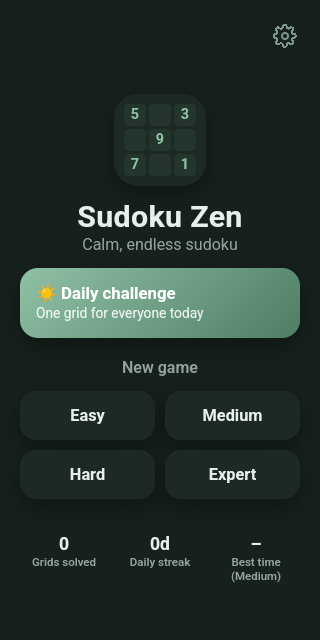 5 3
9
7 1
Sudoku Zen
Calm, endless sudoku
☀️ Daily challenge
One grid for everyone today
New game
Easy Medium
Hard Expert
0 0d –
Grids solved Daily streak Best time
(Medium)